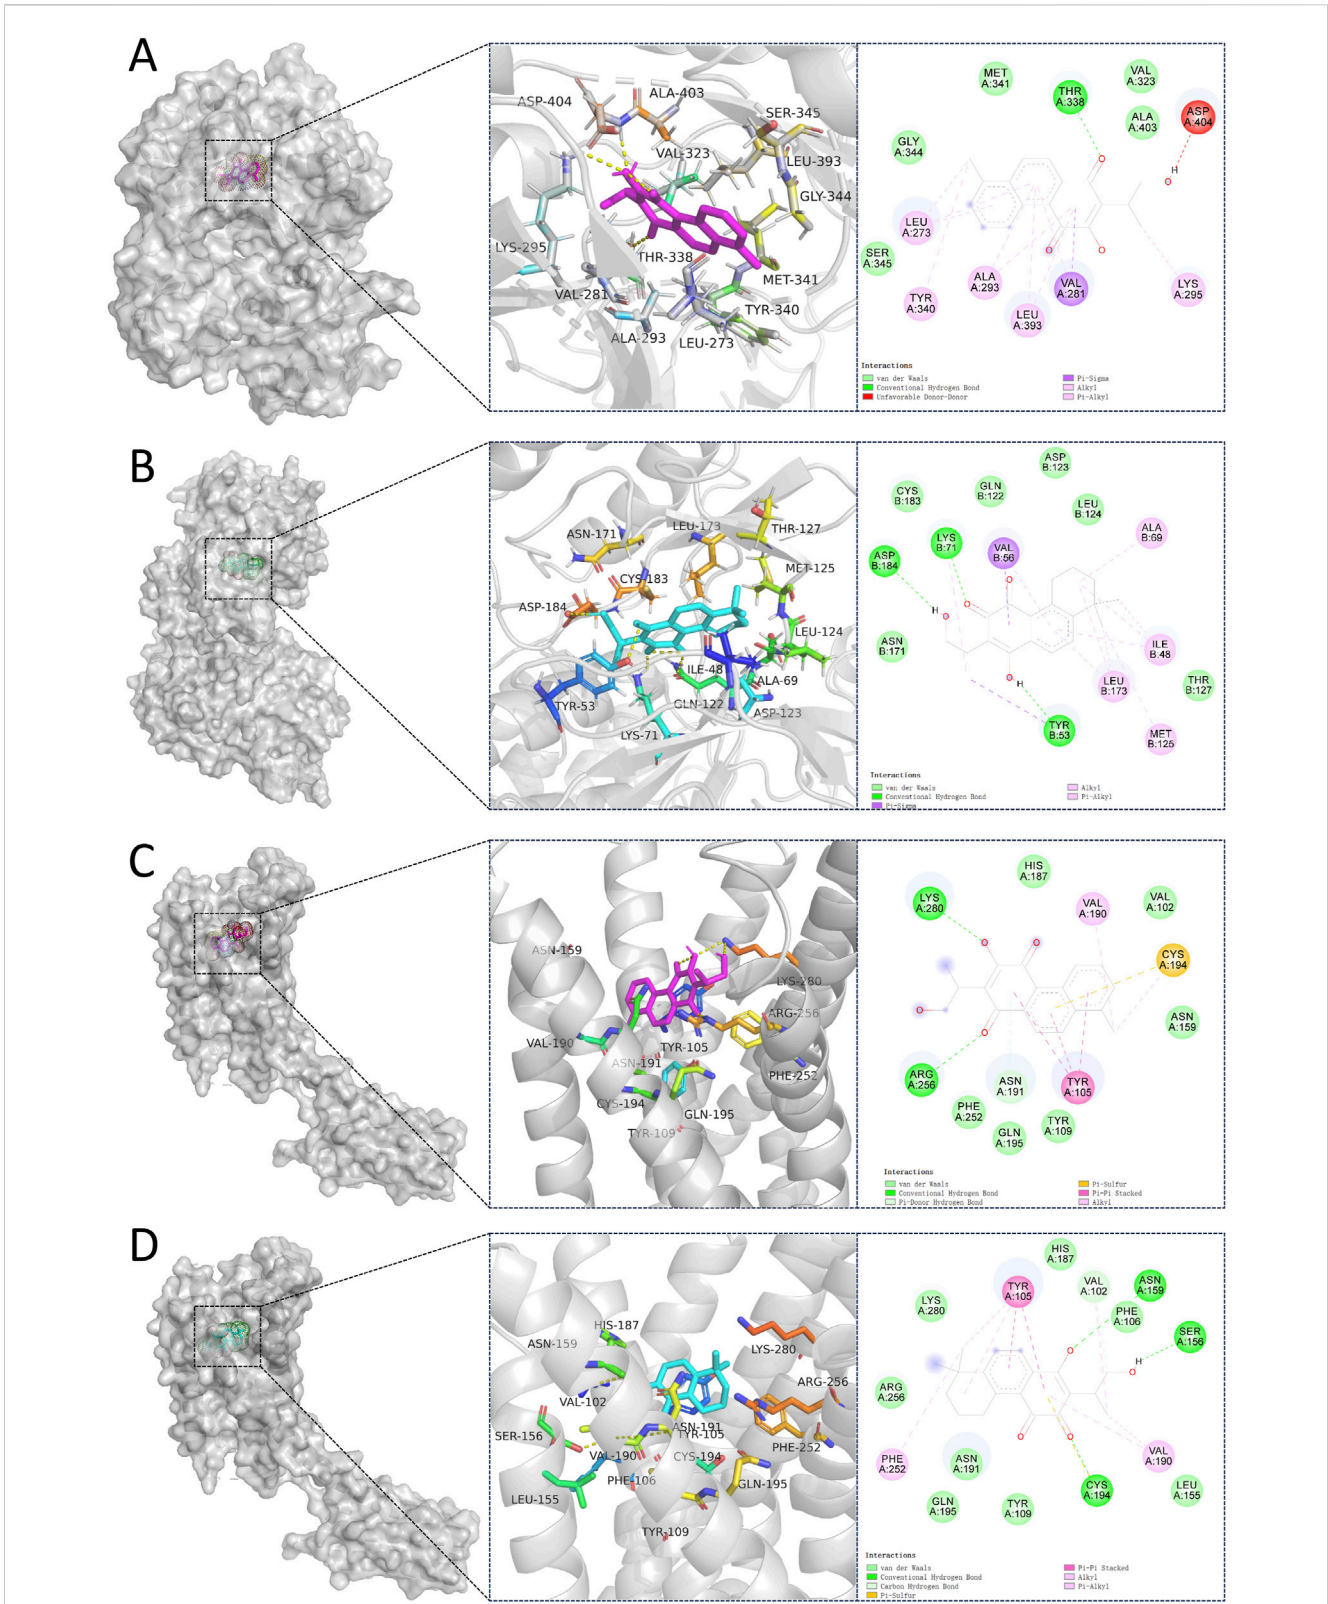 A
ASP-404
ALA-403
SER-345
VAL-323
LEU-393
GLY-344
LYS-295
THR-338
MET-341
VAL-281
TYR-340
ALA-293
LEU-273
MET
A:341
THR
A:338
VAL
A:323
ALA
A:403
ASP
A:404
GLY
A:344
H
O
O
LEU
A:273
SER
A:345
O
O
TYR
A:340
ALA
A:293
LEU
A:393
VAL
A:281
LYS
A:295
Interactions
van der Waals
Conventional Hydrogen Bond
Unfavorable Donor-Donor
Pi-Sigma
Alkyl
Pi-Alkyl
B
ASN-171
LEU-173
THR-127
CYS-183
MET-125
ASP-184
LEU-124
ILE-48
ALA-69
TYR-53
GLN-122
ASP-123
LYS-71
CYS
B:183
GLN
B:122
ASP
B:123
LEU
B:124
ALA
B:69
LYS
B:71
VAL
B:56
ASP
B:184
H
O
O
O
ASN
B:171
ILE
B:48
O
H
LEU
B:173
THR
B:127
TYR
B:53
MET
B:125
Interactions
van der Waals
Conventional Hydrogen Bond
Pi-Sigma
Alkyl
Pi-Alkyl
C
ASN-159
LYS-280
ARG-256
VAL-190
TYR-105
ASN-191
PHE-252
CYS-194
GLN-195
TYR-109
HIS
A:187
LYS
A:280
VAL
A:190
VAL
A:102
O
O
CYS
A:194
O
O
ASN
A:159
ARG
A:256
ASN
A:191
TYR
A:105
PHE
A:252
GLN
A:195
TYR
A:109
Interactions
van der Waals
Conventional Hydrogen Bond
Pi-Donor Hydrogen Bond
Pi-Sulfur
Pi-Pi Stacked
Alkyl
D
HIS-187
ASN-159
LYS-280
VAL-102
ARG-256
SER-156
ASN-191
TYR-105
VAL-190
CYS-194
PHE-252
PHE-106
GLN-195
LEU-155
TYR-109
HIS
A:187
TYR
A:105
VAL
A:102
ASN
A:159
LYS
A:280
PHE
A:106
SER
A:156
O
H
O
ARG
A:256
O
O
PHE
A:252
ASN
A:191
VAL
A:190
GLN
A:195
TYR
A:109
CYS
A:194
LEU
A:155
Interactions
van der Waals
Conventional Hydrogen Bond
Carbon Hydrogen Bond
Pi-Sulfur
Pi-Pi Stacked
Alkyl
Pi-Alkyl